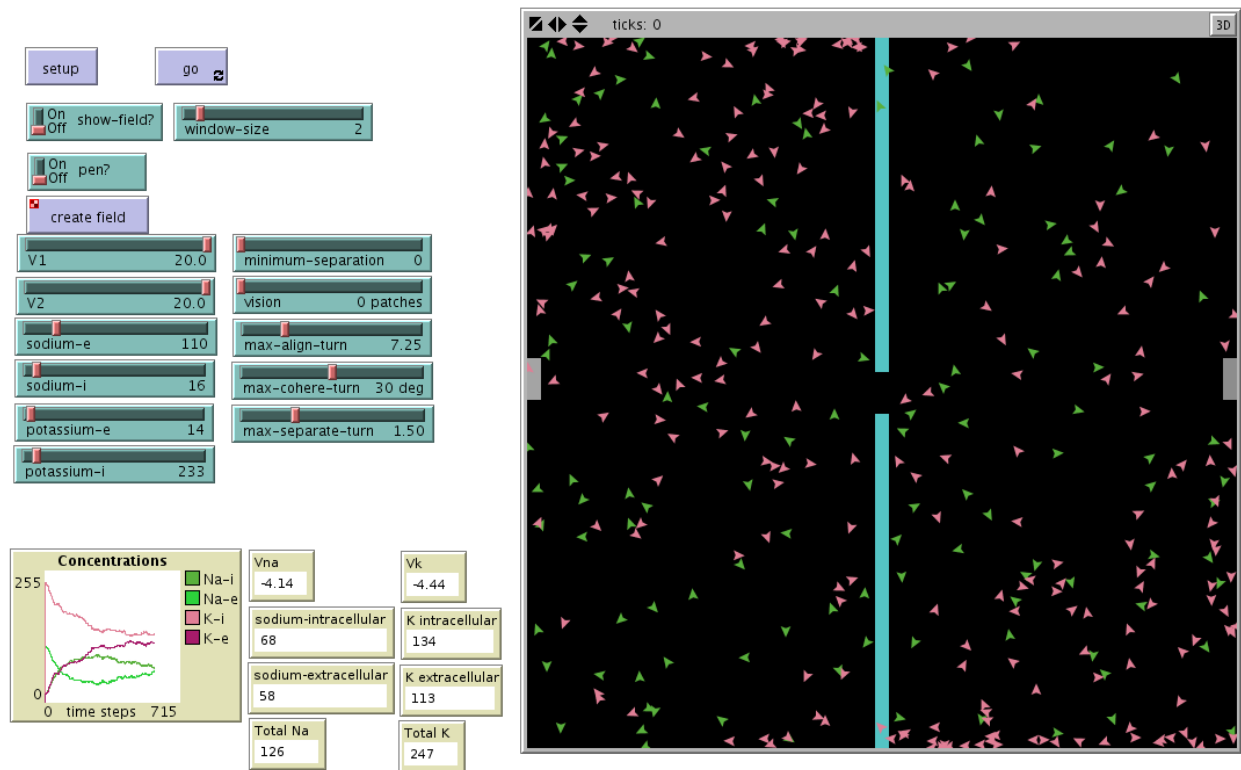 ticks: 0
3D
setup
go
On
Off
show-field?
window-size 2
On
Off
pen?
create field
V1 20.0
minimum-separation 0
V2 20.0
vision 0 patches
sodium-e 110
max-align-turn 7.25
sodium-i 16
max-cohere-turn 30 deg
potassium-e 14
max-separate-turn 1.50
potassium-i 233
Concentrations
255
0
0 time steps 715
Na-i
Na-e
K-i
K-e
Vna
-4.14
Vk
-4.44
sodium-intracellular
68
K intracellular
134
sodium-extracellular
58
K extracellular
113
Total Na
126
Total K
247